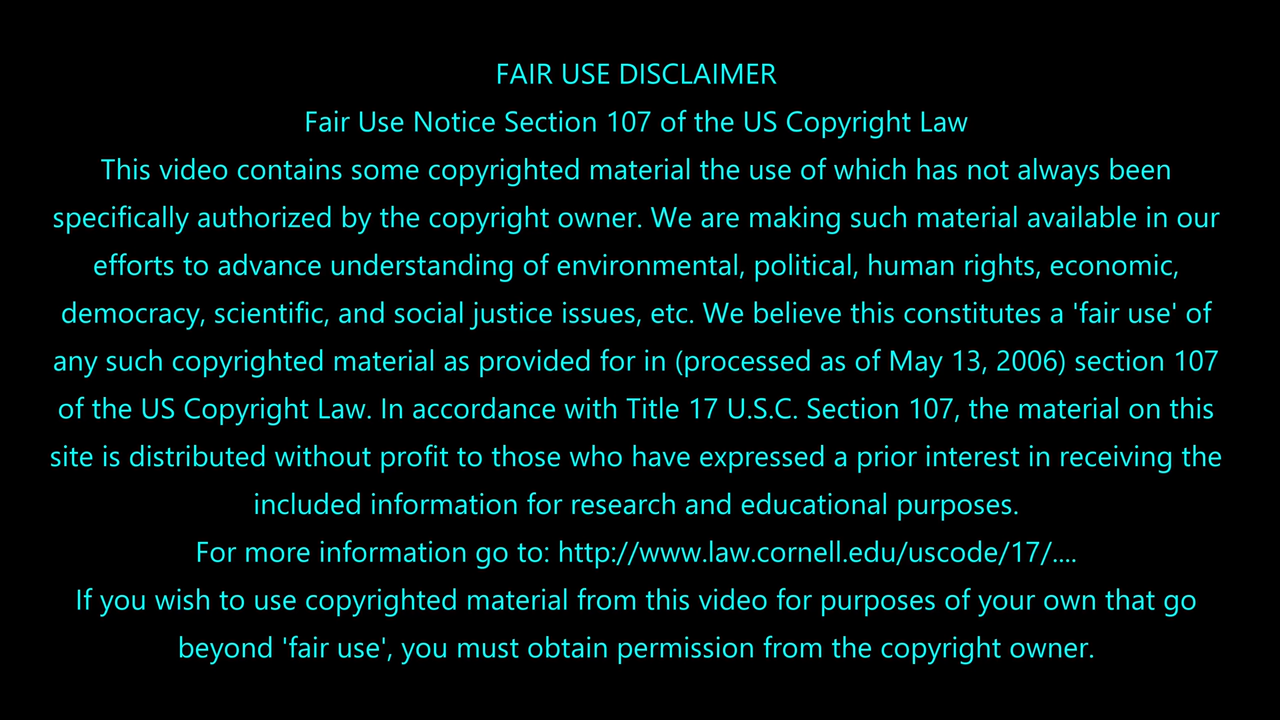 FAIR USE DISCLAIMER
Fair Use Notice Section 107 of the US Copyright Law
This video contains some copyrighted material the use of which has not always been
specifically authorized by the copyright owner. We are making such material available in our
efforts to advance understanding of environmental, political, human rights, economic,
democracy, scientific, and social justice issues, etc. We believe this constitutes a 'fair use' of
any such copyrighted material as provided for in (processed as of May 13, 2006) section 107
of the US Copyright Law. In accordance with Title 17 U.S.C. Section 107, the material on this
site is distributed without profit to those who have expressed a prior interest in receiving the
included information for research and educational purposes.
For more information go to: http://www.law.cornell.edu/uscode/17/....
If you wish to use copyrighted material from this video for purposes of your own that go
beyond 'fair use', you must obtain permission from the copyright owner.